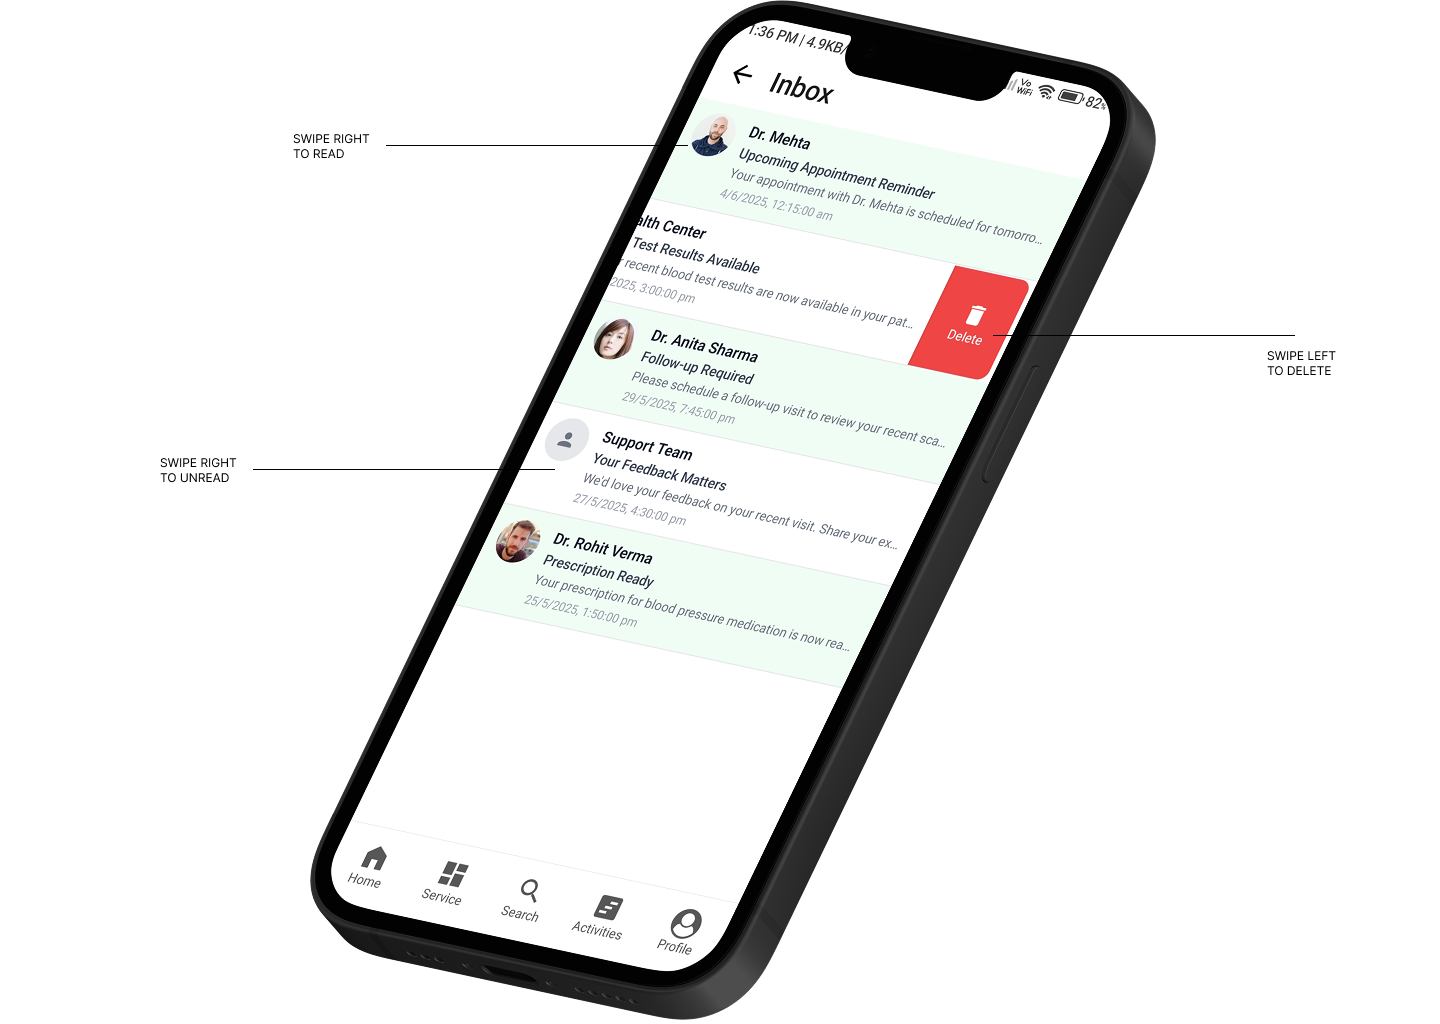 1:36 PM | 4.9KB/
Vo
WiFi
82%
Inbox
SWIPE RIGHT
TO READ
Dr. Mehta
Upcoming Appointment Reminder
Your appointment with Dr. Mehta is scheduled for tomorro...
4/6/2025, 12:15:00 am
alth Center
Test Results Available
r recent blood test results are now available in your pat...
2025, 3:00:00 pm
Delete
SWIPE LEFT
TO DELETE
Dr. Anita Sharma
Follow-up Required
Please schedule a follow-up visit to review your recent sca...
29/5/2025, 7:45:00 pm
SWIPE RIGHT
TO UNREAD
Support Team
Your Feedback Matters
We'd love your feedback on your recent visit. Share your ex...
27/5/2025, 4:30:00 pm
Dr. Rohit Verma
Prescription Ready
Your prescription for blood pressure medication is now rea...
25/5/2025, 1:50:00 pm
Home
Service
Search
Activities
Profile